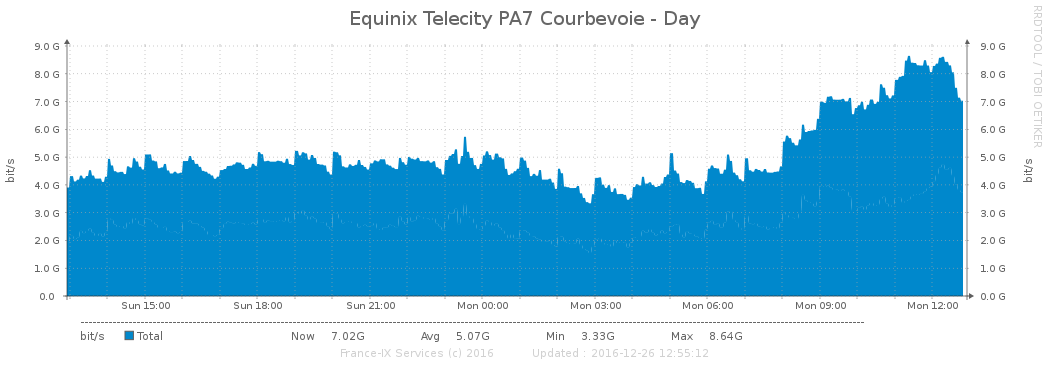 Equinix Telecity PA7 Courbevoie - Day
RRDTOOL / TOBI OETIKER
bit/s
9.0 G 9.0 G
8.0 G 8.0 G
7.0 G 7.0 G
6.0 G 6.0 G
5.0 G 5.0 G
4.0 G 4.0 G
3.0 G 3.0 G
2.0 G 2.0 G
1.0 G 1.0 G
0.0 0.0 G
bit/s
Sun 15:00 Sun 18:00 Sun 21:00 Mon 00:00 Mon 03:00 Mon 06:00 Mon 09:00 Mon 12:00
bit/s Total Now 7.02G Avg 5.07G Min 3.33G Max 8.64G
France-IX Services (c) 2016 Updated : 2016-12-26 12:55:12